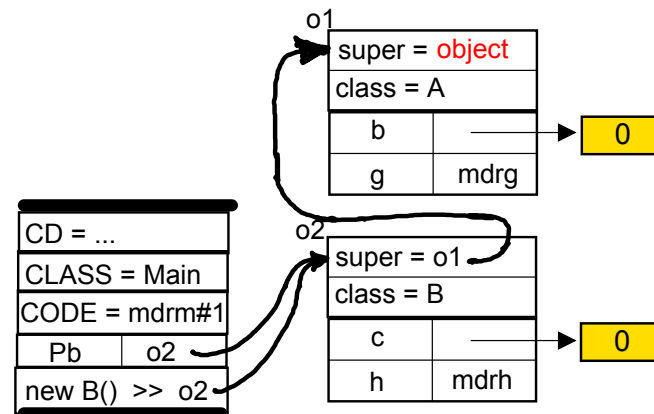 o1
super = object
class = A
b
0
g mdrg
o2
super = o1
class = B
c
0
h mdrh
CD = ...
CLASS = Main
CODE = mdrm#1
Pb o2
new B() >> o2